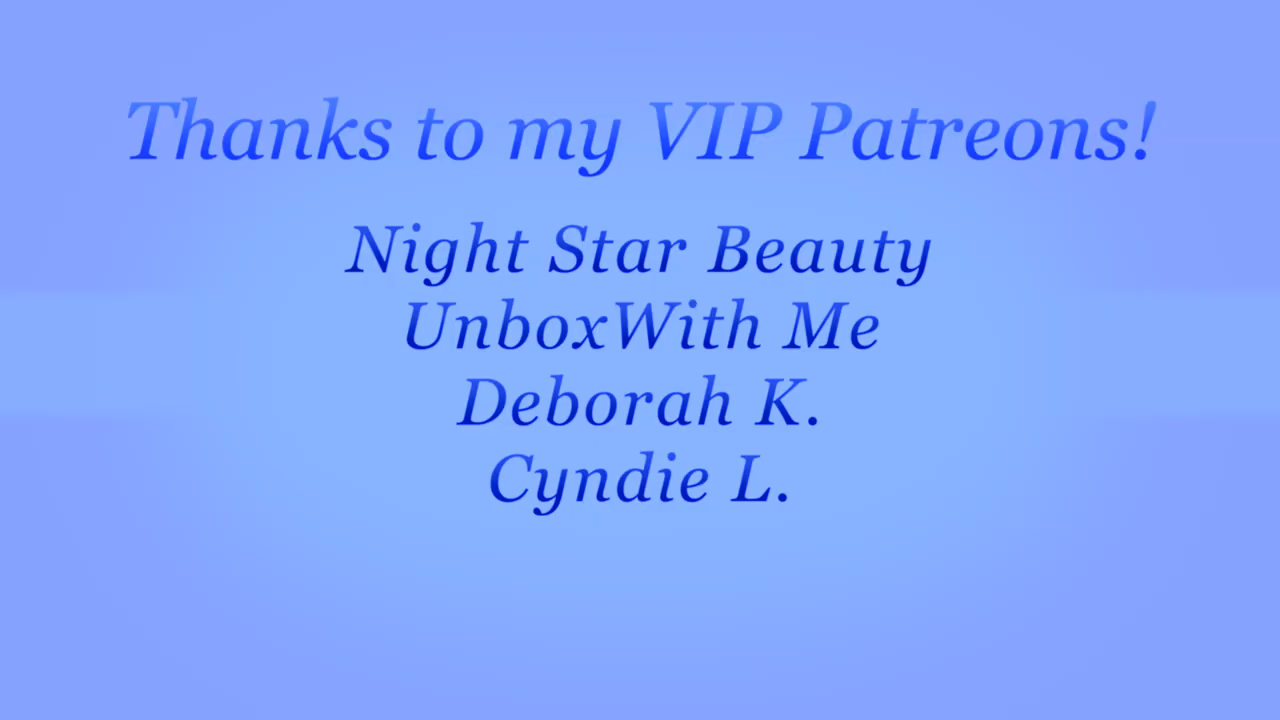 Thanks to my VIP Patreons!
Night Star Beauty
UnboxWith Me
Deborah K.
Cyndie L.